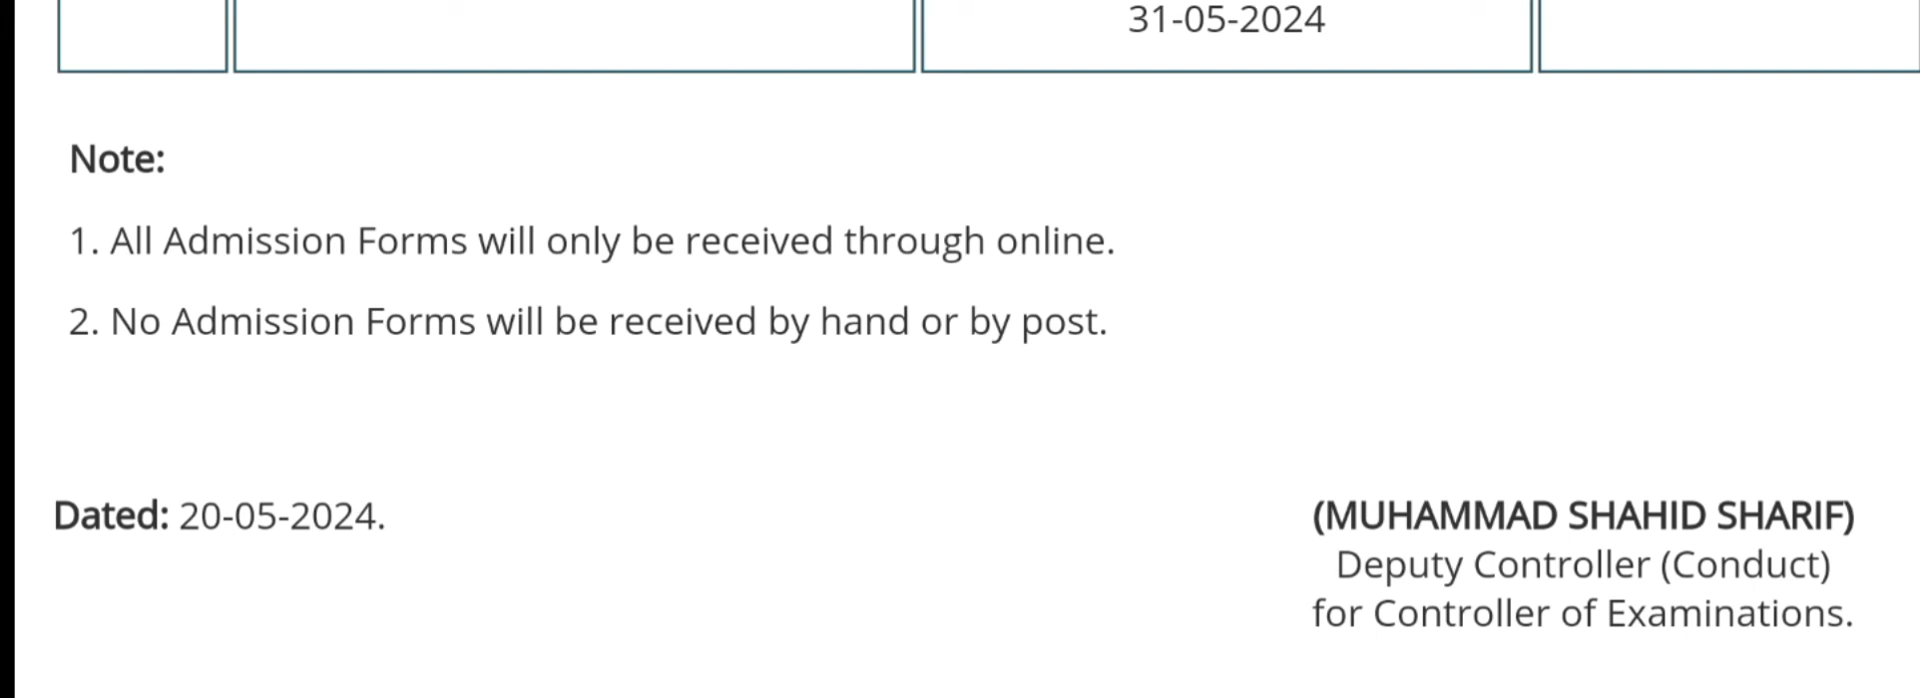 31-05-2024
Note:
1. All Admission Forms will only be received through online.
2. No Admission Forms will be received by hand or by post.
Dated: 20-05-2024.
(MUHAMMAD SHAHID SHARIF)
Deputy Controller (Conduct)
for Controller of Examinations.